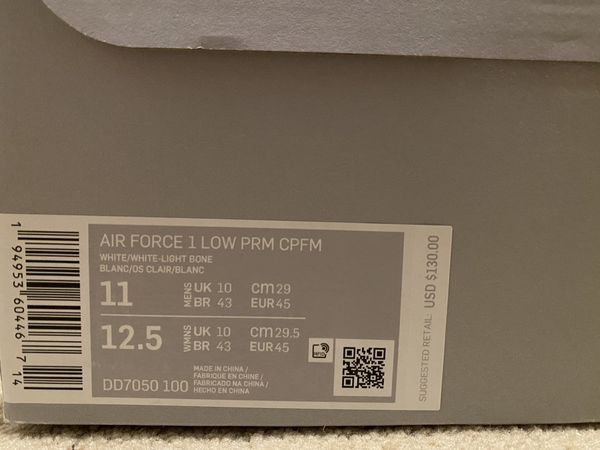 AIR FORCE 1 LOW PRM CPFM
WHITE/WHITE-LIGHT BONE
BLANC/OS CLAIR/BLANC
11 MENS UK 10 CM 29
BR 43 EUR 45
12.5 WMNS UK 10 CM 29.5
BR 43 EUR 45
DD7050 100
MADE IN CHINA /
FABRIQUE EN CHINE /
FABRICADO NA CHINA /
HECHO EN CHINA
SUGGESTED RETAIL: USD $130.00
1 94953 60446 7 14